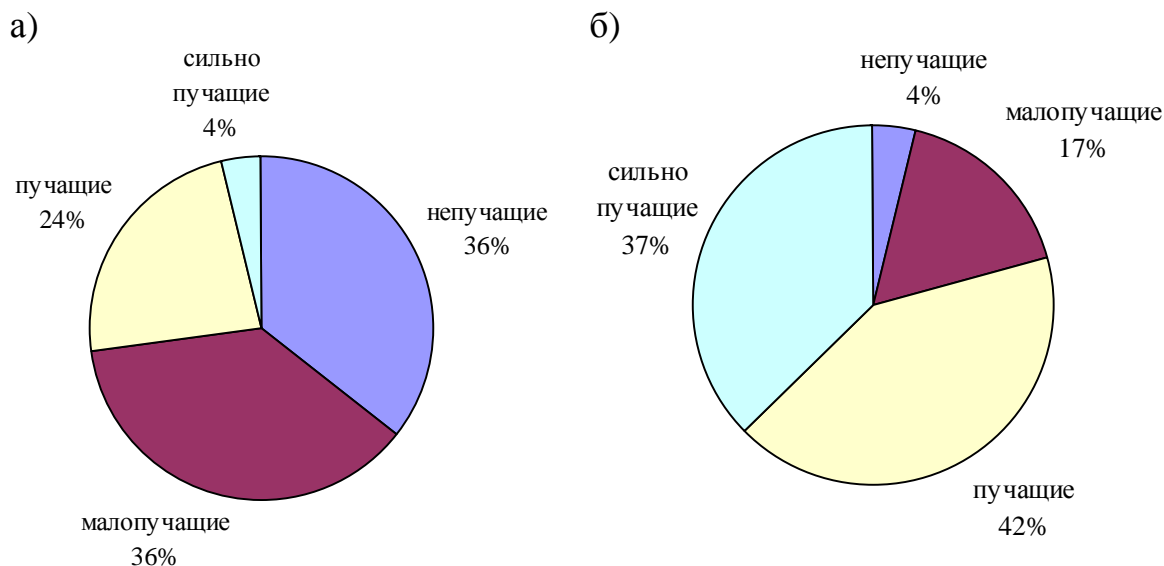 а)
сильно
пучащие
4%
пучащие
24%
непучащие
36%
малопучащие
36%
б)
непучащие
4%
малопучащие
17%
сильно
пучащие
37%
пучащие
42%